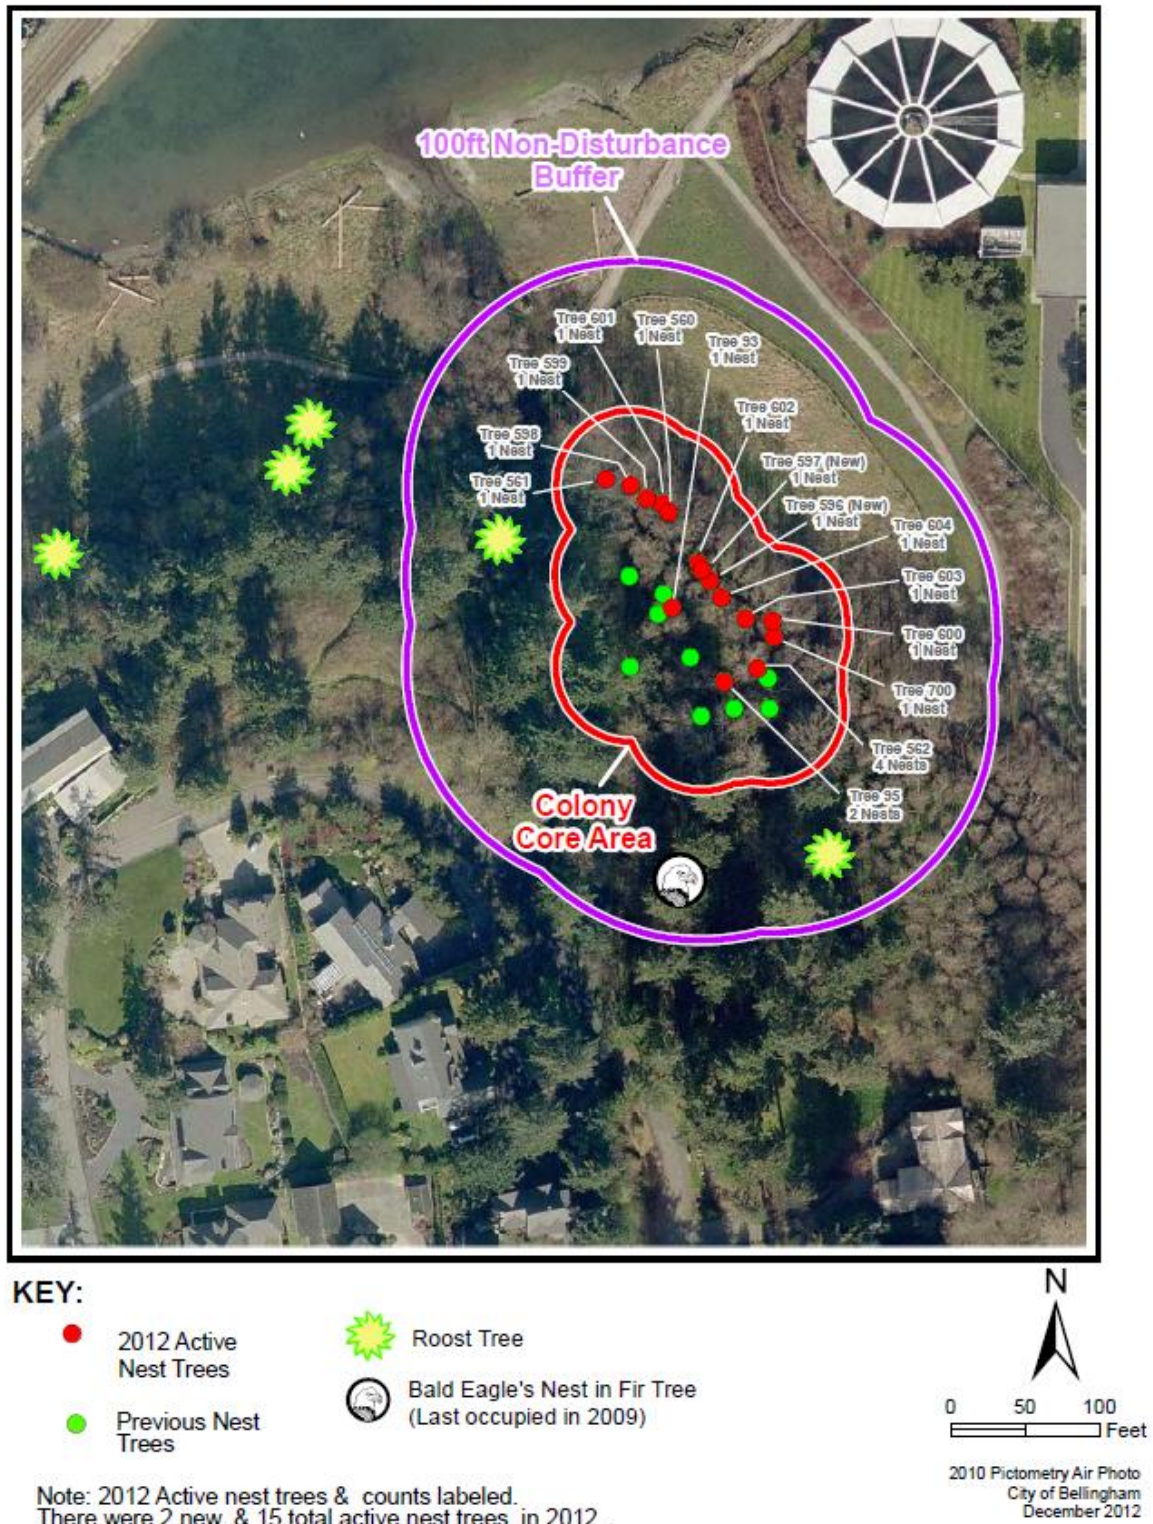 100ft Non-Disturbance
Buffer
Tree 601
1 Nest
Tree 560
1 Nest
Tree 93
1 Nest
Tree 599
1 Nest
Tree 602
1 Nest
Tree 598
1 Nest
Tree 597 (New)
1 Nest
Tree 561
1 Nest
Tree 596 (New)
1 Nest
Tree 604
1 Nest
Tree 603
1 Nest
Tree 600
1 Nest
Tree 700
1 Nest
Tree 562
4 Nests
Tree 95
2 Nests
Colony
Core Area
KEY:
2012 Active
Nest Trees
Previous Nest
Trees
Roost Tree
Bald Eagle's Nest in Fir Tree
(Last occupied in 2009)
N
0 50 100
Feet
2010 Pictometry Air Photo
City of Bellingham
December 2012
Note: 2012 Active nest trees & counts labeled.
There were 2 new, & 15 total active nest trees in 2012.